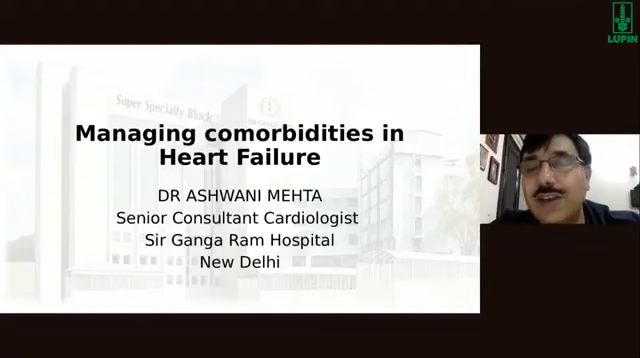 LUPIN
Super Specialty Block
Managing comorbidities in
Heart Failure
DR ASHWANI MEHTA
Senior Consultant Cardiologist
Sir Ganga Ram Hospital
New Delhi